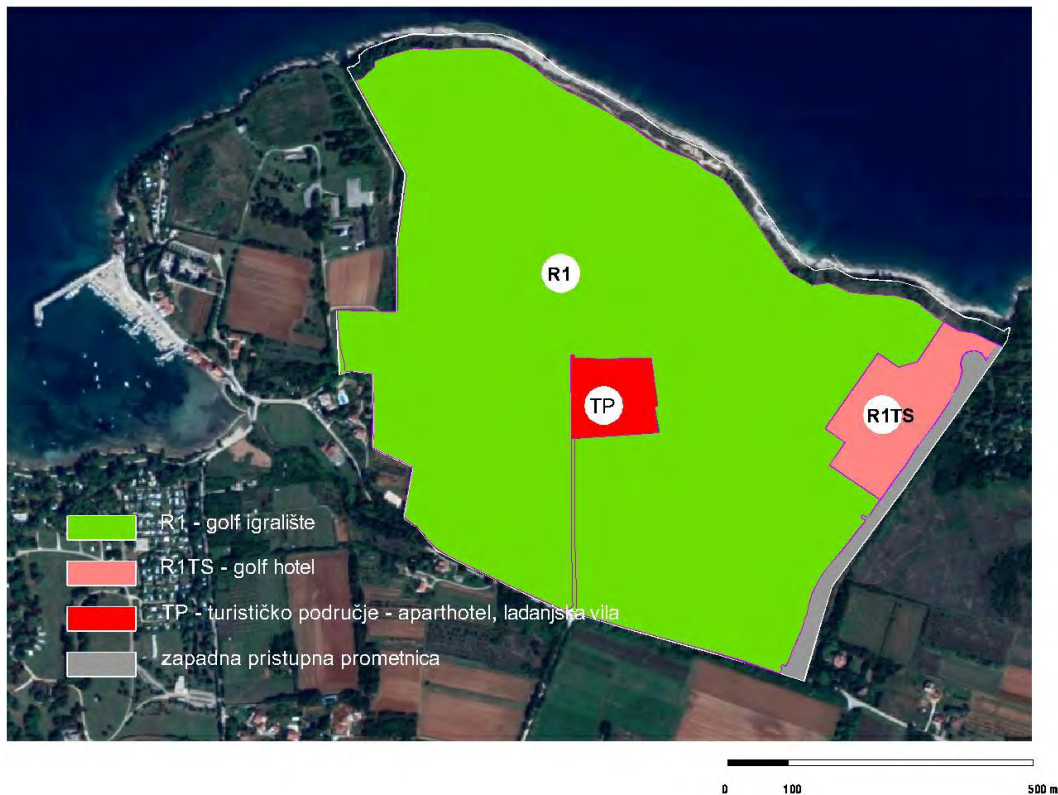 R1
TP
R1TS
R1 - golf igralište
R1TS - golf hotel
TP - turističko područje - aparthotel, ladanjska vila
zapadna pristupna prometnica
0 100 500 m